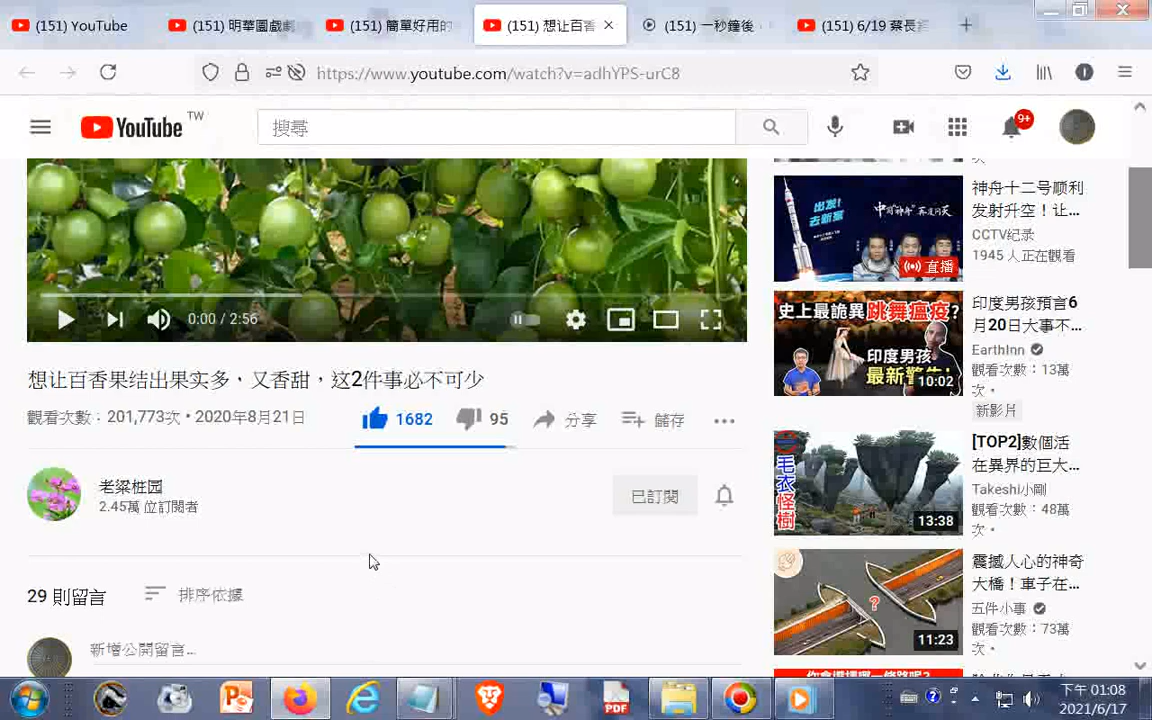 (151) YouTube
(151) 明華園戲劇
(151) 簡單好用的
(151) 想让百香
(151) 一秒鐘後
(151) 6/19 蔡長
https://www.youtube.com/watch?v=adhYPS-urC8
YouTube TW
搜尋
9+
0:00 / 2:56
想让百香果结出果实多，又香甜，这2件事必不可少
觀看次數：201,773次 • 2020年8月21日
1682
95
分享
儲存
老粱桩园
2.45萬 位訂閱者
已訂閱
29 則留言
排序依據
新增公開留言...
出发!
去新家
直播
神舟十二号顺利
发射升空！让...
CCTV纪录
1945 人正在觀看
史上最詭異跳舞瘟疫?
印度男孩
最新警告!
10:02
印度男孩預言6
月20日大事不...
EarthInn
觀看次數：13萬
次 •
新影片
毛衣怪樹
13:38
[TOP2]數個活
在異界的巨大...
Takeshi小剛
觀看次數：48萬
次 •
?
11:23
震撼人心的神奇
大橋！車子在...
五件小事
觀看次數：73萬
次 •
PDF
下午 01:08
2021/6/17